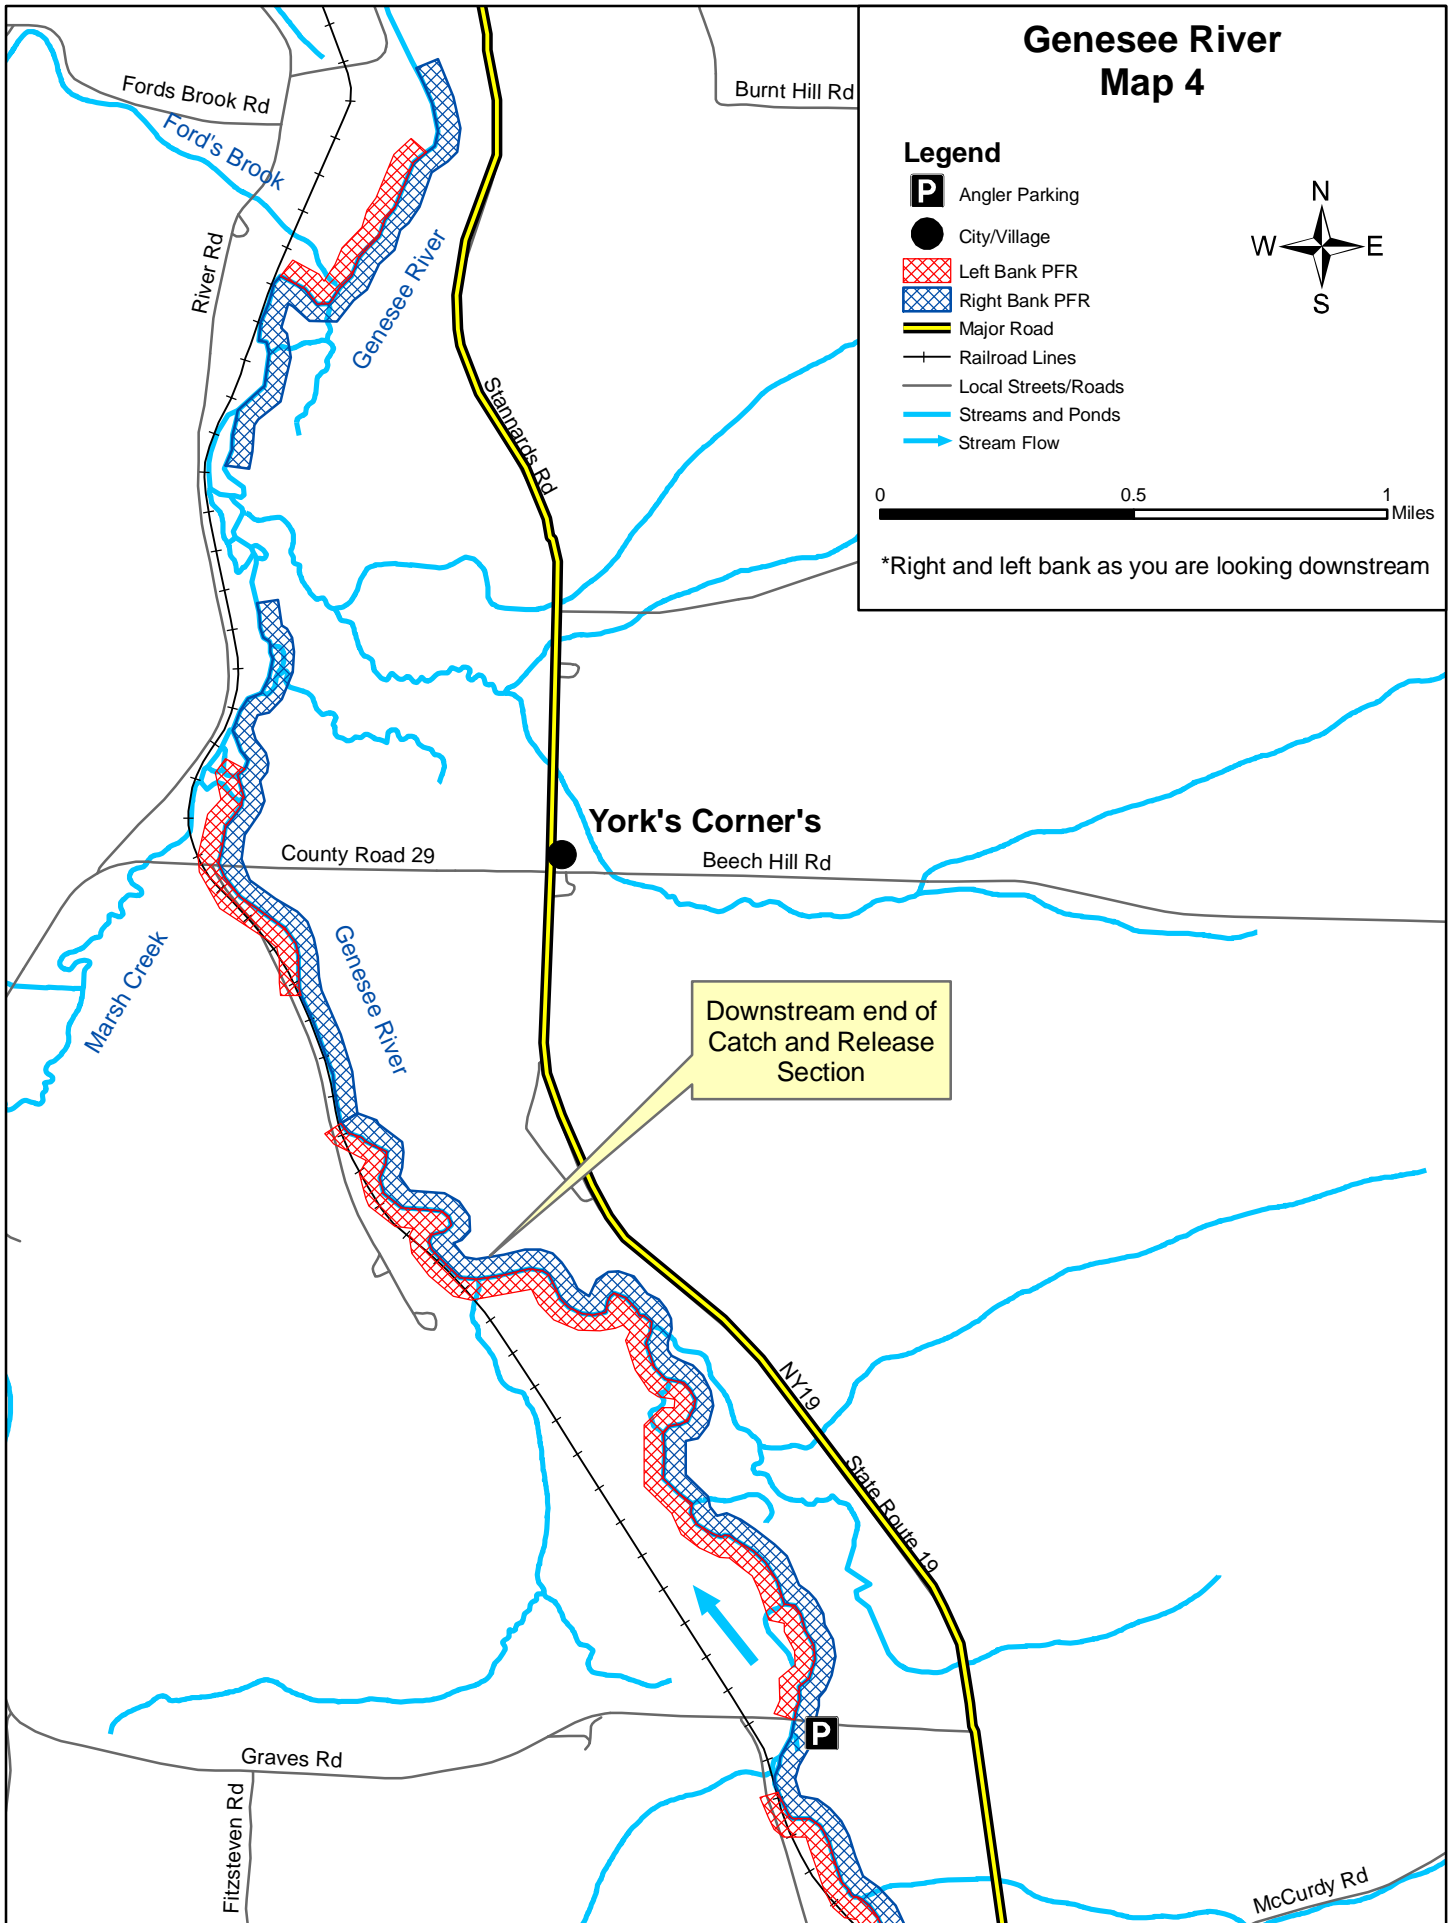 Genesee River
Map 4
Legend
P Angler Parking
City/Village
Left Bank PFR
Right Bank PFR
Major Road
Railroad Lines
Local Streets/Roads
Streams and Ponds
Stream Flow
N
W E
S
0 0.5 1
Miles
*Right and left bank as you are looking downstream
Fords Brook Rd
Ford's Brook
Burnt Hill Rd
River Rd
Genesee River
Stannards Rd
York's Corner's
County Road 29
Beech Hill Rd
Marsh Creek
Genesee River
Downstream end of
Catch and Release
Section
NY19
State Route 19
P
Graves Rd
Fitzsteven Rd
McCurdy Rd